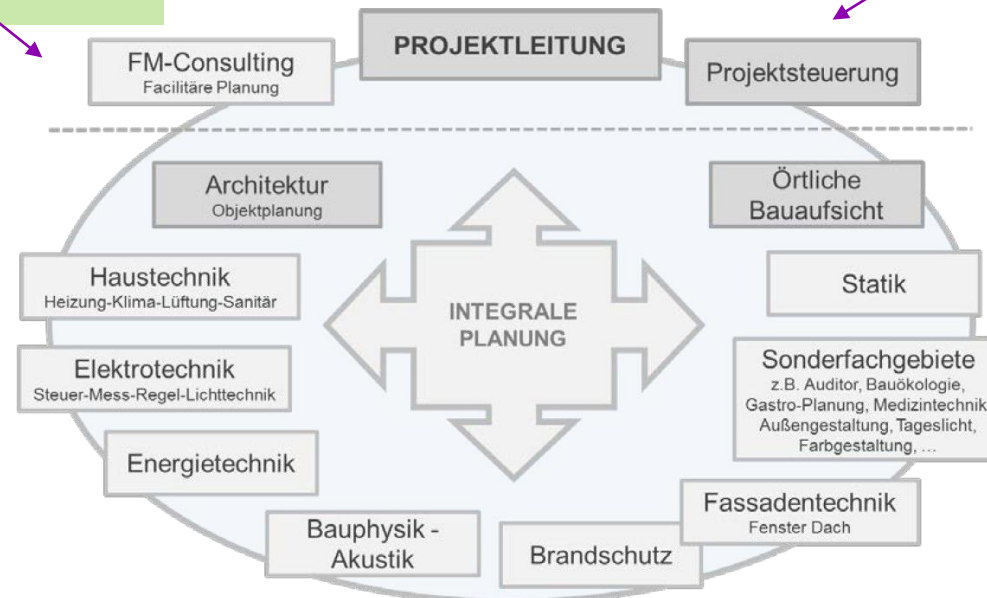 PROJEKTLEITUNG
FM-Consulting
Facilitäre Planung
Projektsteuerung
Architektur
Objektplanung
Örtliche
Bauaufsicht
Haustechnik
Heizung-Klima-Lüftung-Sanitär
Statik
INTEGRALE
PLANUNG
Elektrotechnik
Steuer-Mess-Regel-Lichttechnik
Sonderfachgebiete
z.B. Auditor, Bauökologie,
Gastro-Planung, Medizintechnik
Außengestaltung, Tageslicht,
Farbgestaltung, ...
Energietechnik
Fassadentechnik
Fenster Dach
Bauphysik -
Akustik
Brandschutz